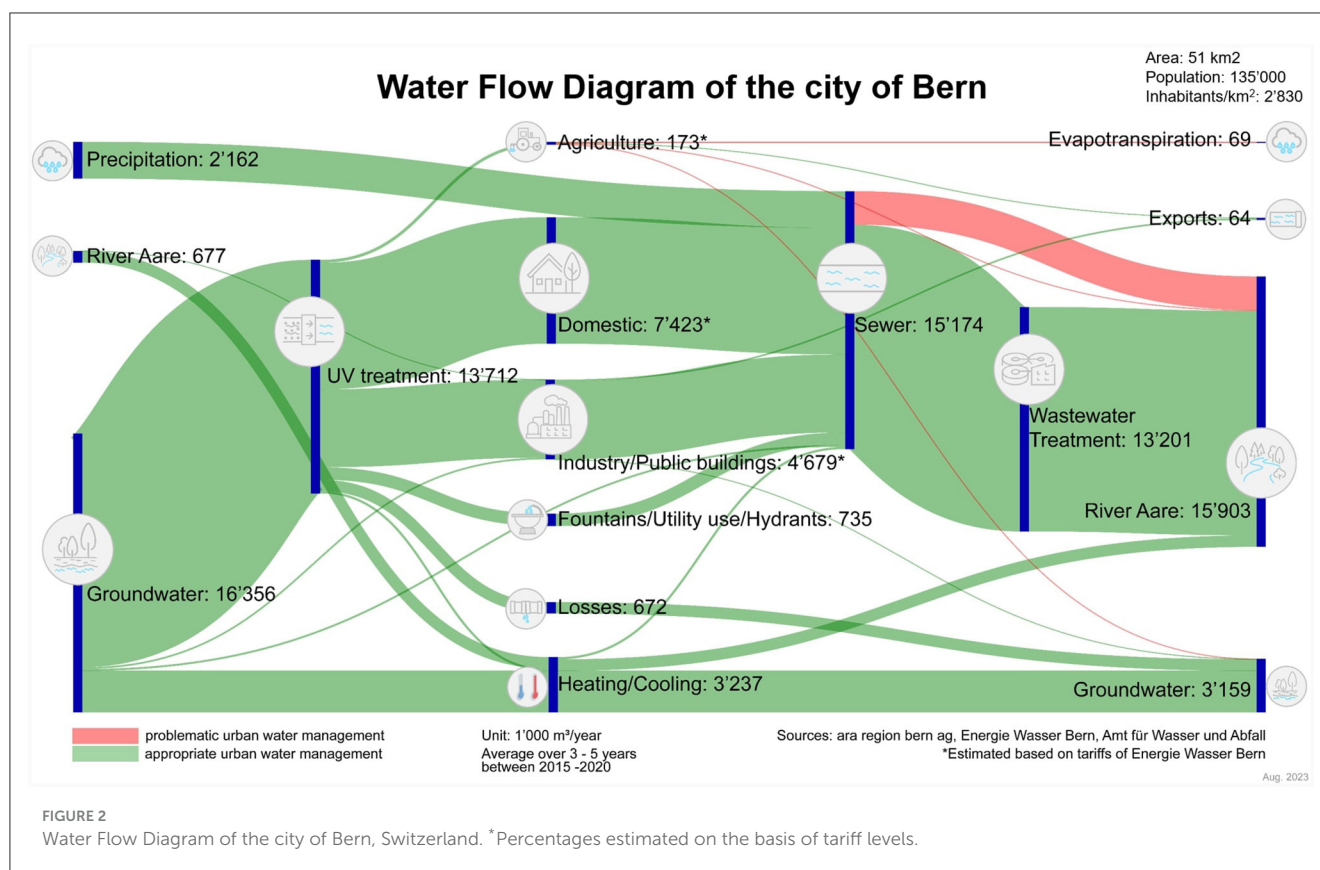 Water Flow Diagram of the city of Bern
Area: 51 km2
Population: 135'000
Inhabitants/km²: 2'830
Precipitation: 2'162
Agriculture: 173*
Evapotranspiration: 69
River Aare: 677
Exports: 64
Domestic: 7'423*
Sewer: 15'174
UV treatment: 13'712
Wastewater
Treatment: 13'201
Industry/Public buildings: 4'679*
Fountains/Utility use/Hydrants: 735
River Aare: 15'903
Groundwater: 16'356
Losses: 672
Heating/Cooling: 3'237
Groundwater: 3'159
problematic urban water management
appropriate urban water management
Unit: 1'000 m³/year
Average over 3 - 5 years
between 2015 -2020
Sources: ara region bern ag, Energie Wasser Bern, Amt für Wasser und Abfall
*Estimated based on tariffs of Energie Wasser Bern
Aug. 2023
FIGURE 2
Water Flow Diagram of the city of Bern, Switzerland. *Percentages estimated on the basis of tariff levels.